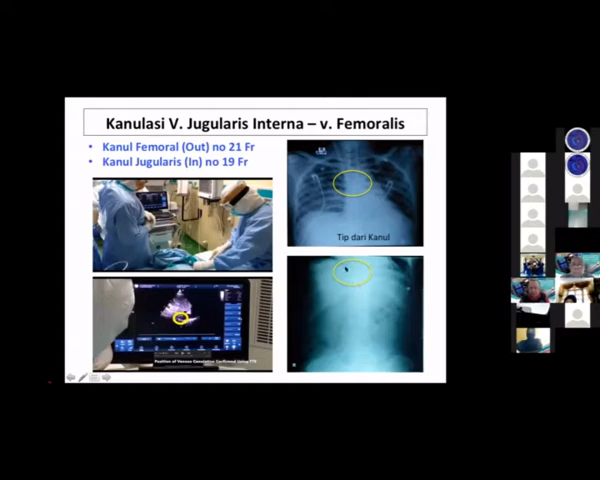 Kanulasi V. Jugularis Interna – v. Femoralis
• Kanul Femoral (Out) no 21 Fr
• Kanul Jugularis (In) no 19 Fr
Tip dari Kanul
Position of Venous Cannulation Confirmed Using TTE